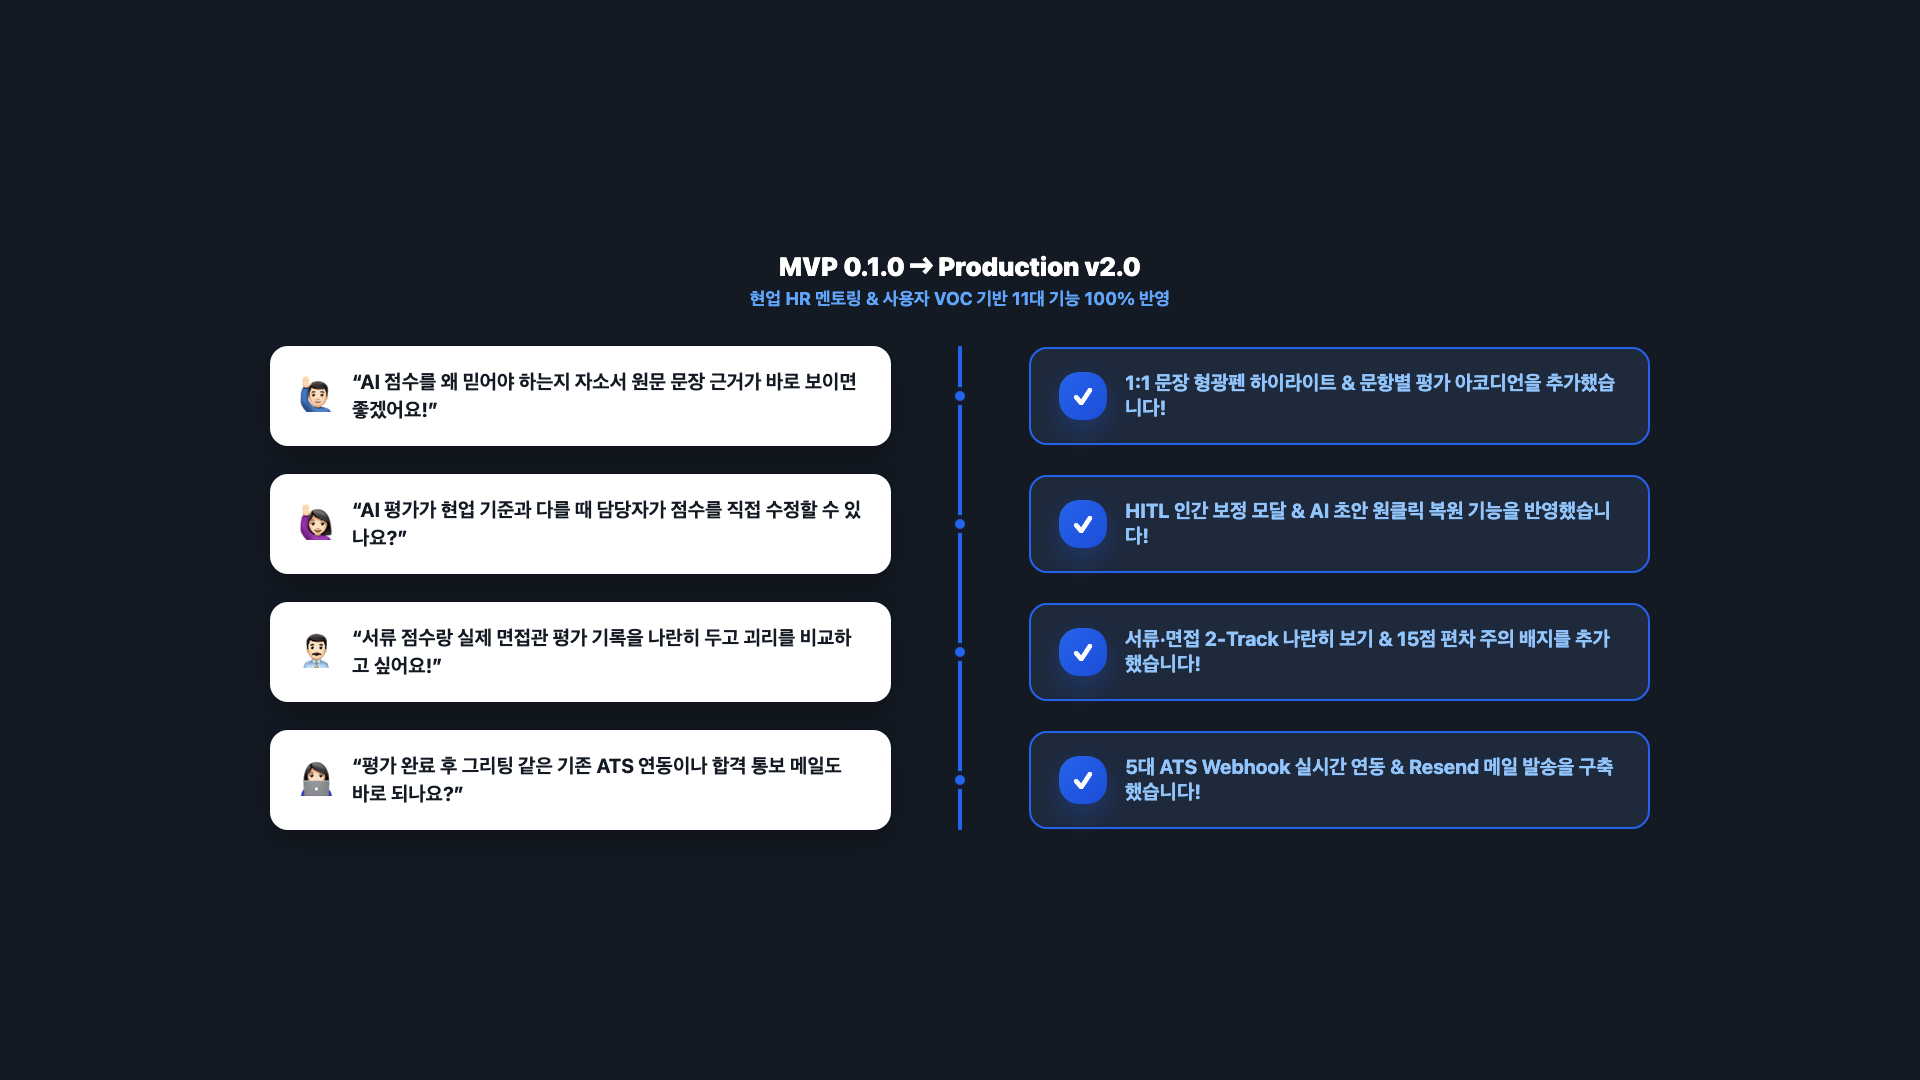 MVP 0.1.0 → Production v2.0
현업 HR 멘토링 & 사용자 VOC 기반 11대 기능 100% 반영
“AI 점수를 왜 믿어야 하는지 자소서 원문 문장 근거가 바로 보이면
좋겠어요!”
1:1 문장 형광펜 하이라이트 & 문항별 평가 아코디언을 추가했습
니다!
“AI 평가가 현업 기준과 다를 때 담당자가 점수를 직접 수정할 수 있
나요?”
HITL 인간 보정 모달 & AI 초안 원클릭 복원 기능을 반영했습니
다!
“서류 점수랑 실제 면접관 평가 기록을 나란히 두고 괴리를 비교하
고 싶어요!”
서류·면접 2-Track 나란히 보기 & 15점 편차 주의 배지를 추가
했습니다!
“평가 완료 후 그리팅 같은 기존 ATS 연동이나 합격 통보 메일도
바로 되나요?”
5대 ATS Webhook 실시간 연동 & Resend 메일 발송을 구축
했습니다!